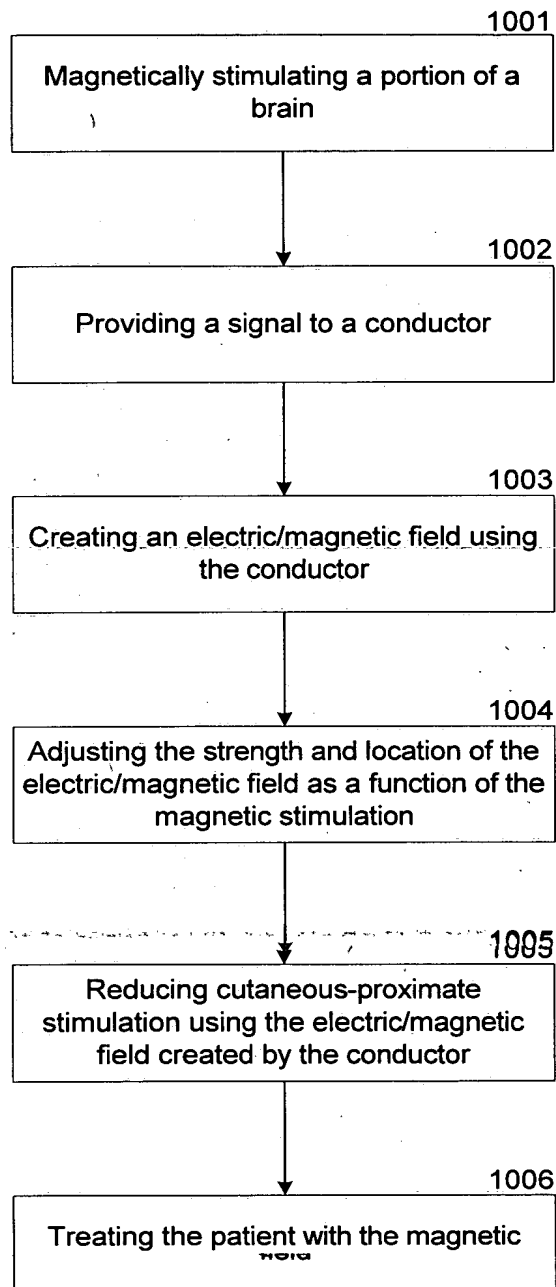 1001
Magnetically stimulating a portion of a
brain
1002
Providing a signal to a conductor
1003
Creating an electric/magnetic field using
the conductor
1004
Adjusting the strength and location of the
electric/magnetic field as a function of the
magnetic stimulation
1005
Reducing cutaneous-proximate
stimulation using the electric/magnetic
field created by the conductor
1006
Treating the patient with the magnetic